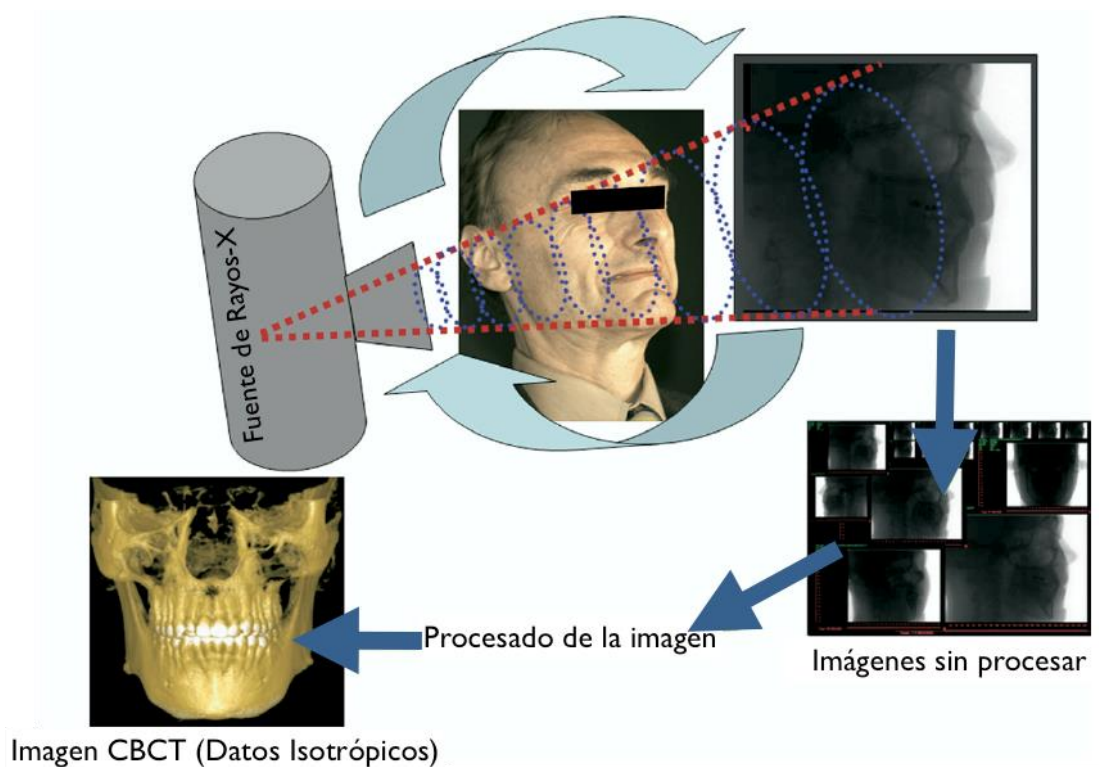 Fuente de Rayos-X
Procesado de la imagen
Imágenes sin procesar
Imagen CBCT (Datos Isotrópicos)